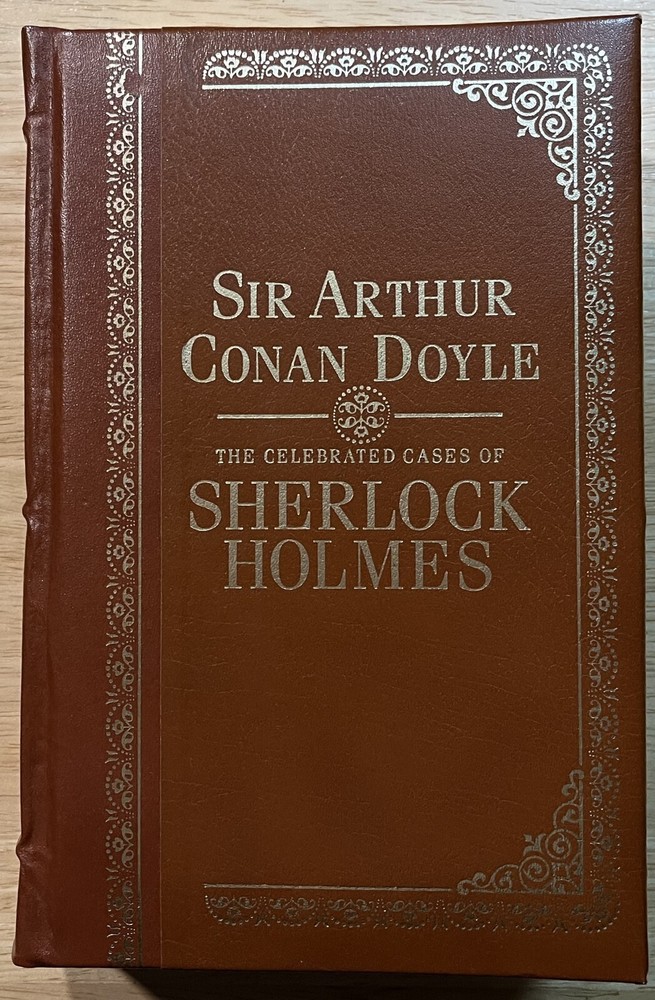 SIR ARTHUR
CONAN DOYLE
THE CELEBRATED CASES OF
SHERLOCK
HOLMES